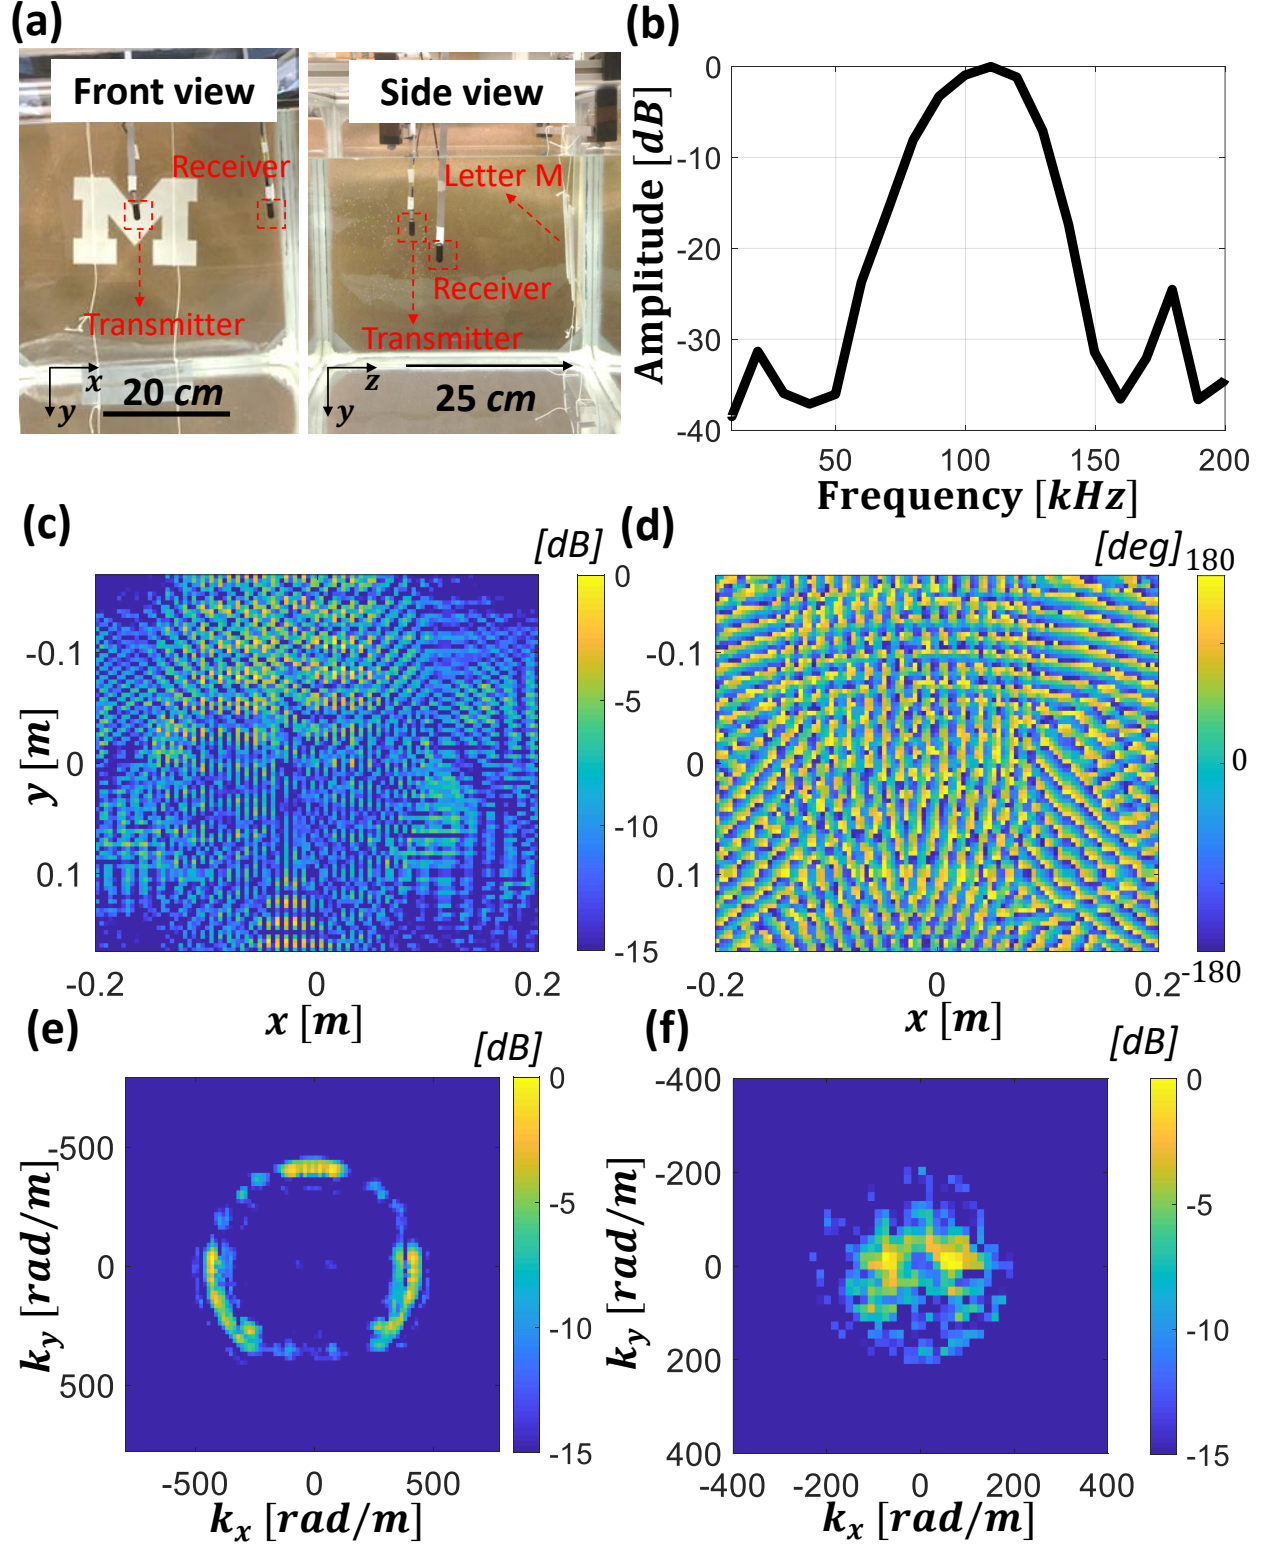 (a)
Front view
Side view
Receiver
Letter M
Transmitter
Receiver
Transmitter
x
y
20 cm
z
y
25 cm
(b)
Amplitude [dB]
0
-10
-20
-30
-40
50
100
150
200
Frequency [kHz]
(c)
[dB]
0
-5
-10
-15
y [m]
-0.1
0
0.1
-0.2
0
0.2
x [m]
(d)
[deg]
180
0
-180
-0.1
0
0.1
-0.2
0
0.2
x [m]
(e)
[dB]
0
-5
-10
-15
k_y [rad/m]
-500
0
500
-500
0
500
k_x [rad/m]
(f)
[dB]
0
-5
-10
-15
k_y [rad/m]
-400
-200
0
200
400
-400
-200
0
200
400
k_x [rad/m]